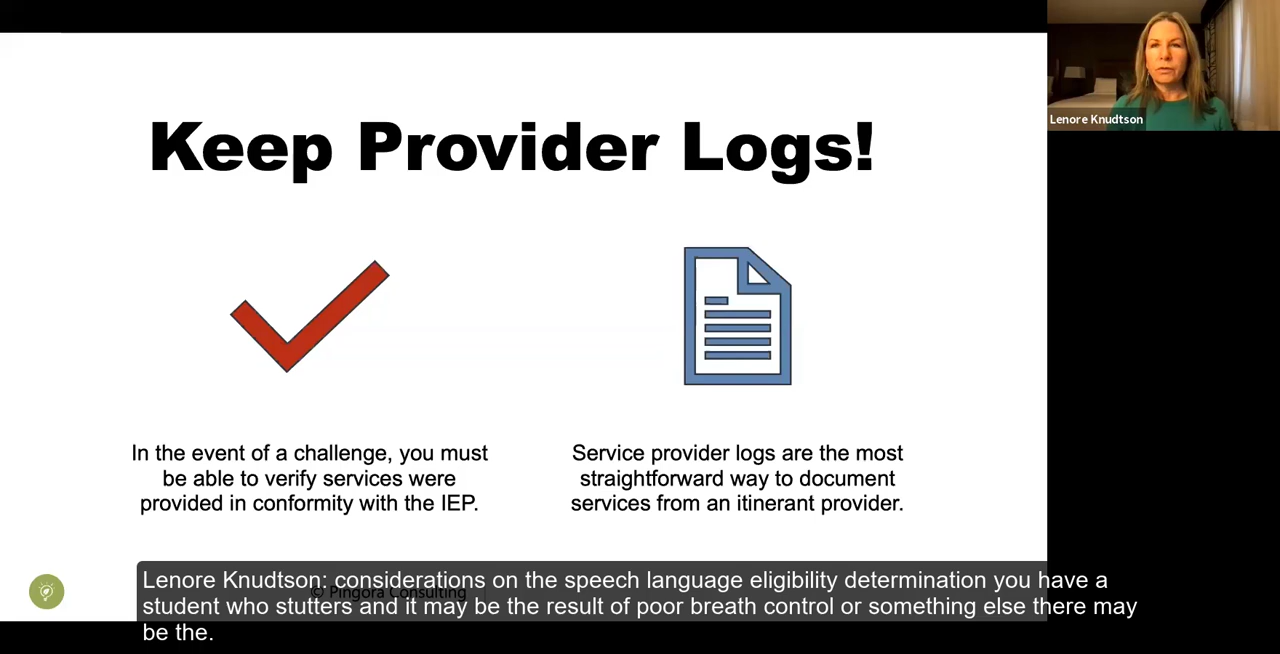 Lenore Knudtson
Keep Provider Logs!
In the event of a challenge, you must
be able to verify services were
provided in conformity with the IEP.
Service provider logs are the most
straightforward way to document
services from an itinerant provider.
© Pingora Consulting
Lenore Knudtson: considerations on the speech language eligibility determination you have a
student who stutters and it may be the result of poor breath control or something else there may
be the.